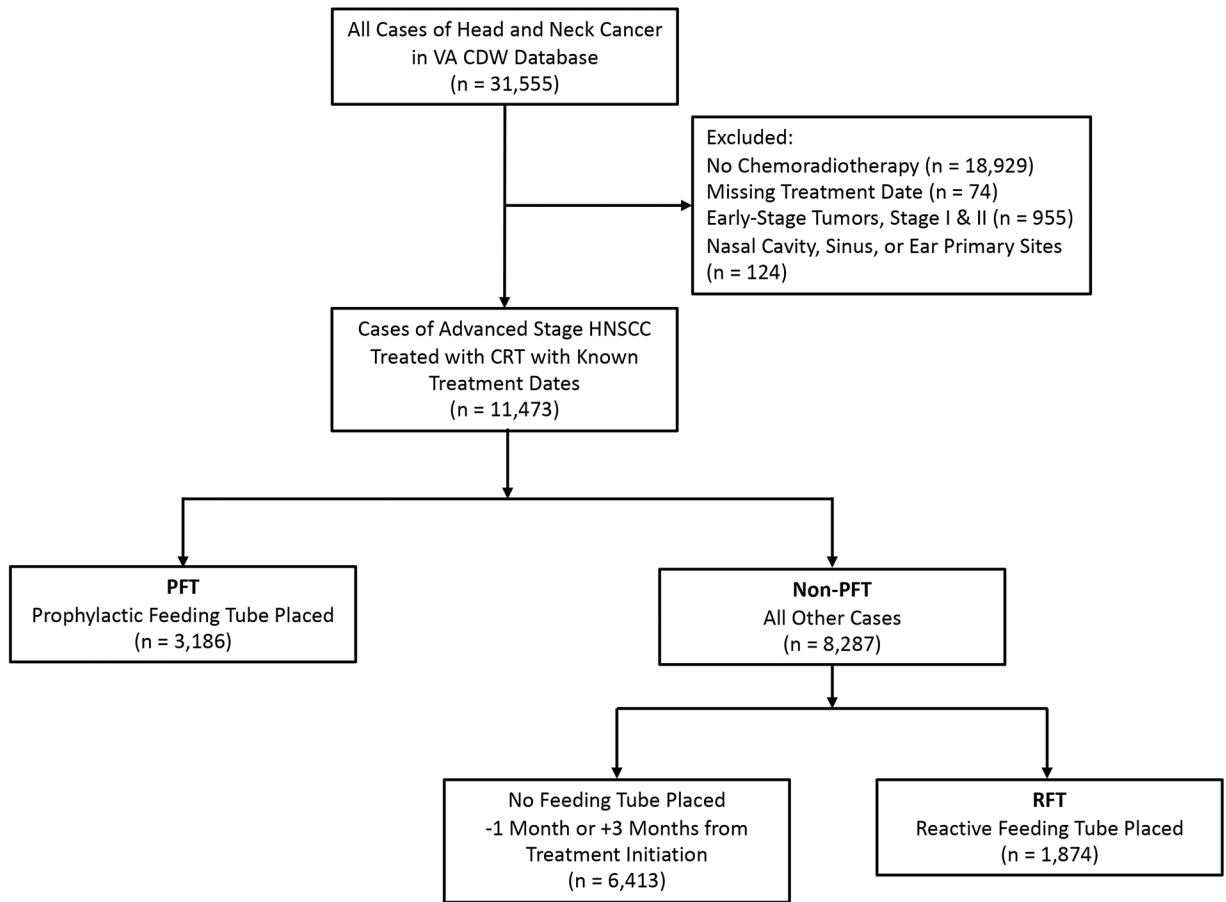 All Cases of Head and Neck Cancer
in VA CDW Database
(n = 31,555)
Excluded:
No Chemoradiotherapy (n = 18,929)
Missing Treatment Date (n = 74)
Early-Stage Tumors, Stage I & II (n = 955)
Nasal Cavity, Sinus, or Ear Primary Sites
(n = 124)
Cases of Advanced Stage HNSCC
Treated with CRT with Known
Treatment Dates
(n = 11,473)
PFT
Prophylactic Feeding Tube Placed
(n = 3,186)
Non-PFT
All Other Cases
(n = 8,287)
No Feeding Tube Placed
-1 Month or +3 Months from
Treatment Initiation
(n = 6,413)
RFT
Reactive Feeding Tube Placed
(n = 1,874)